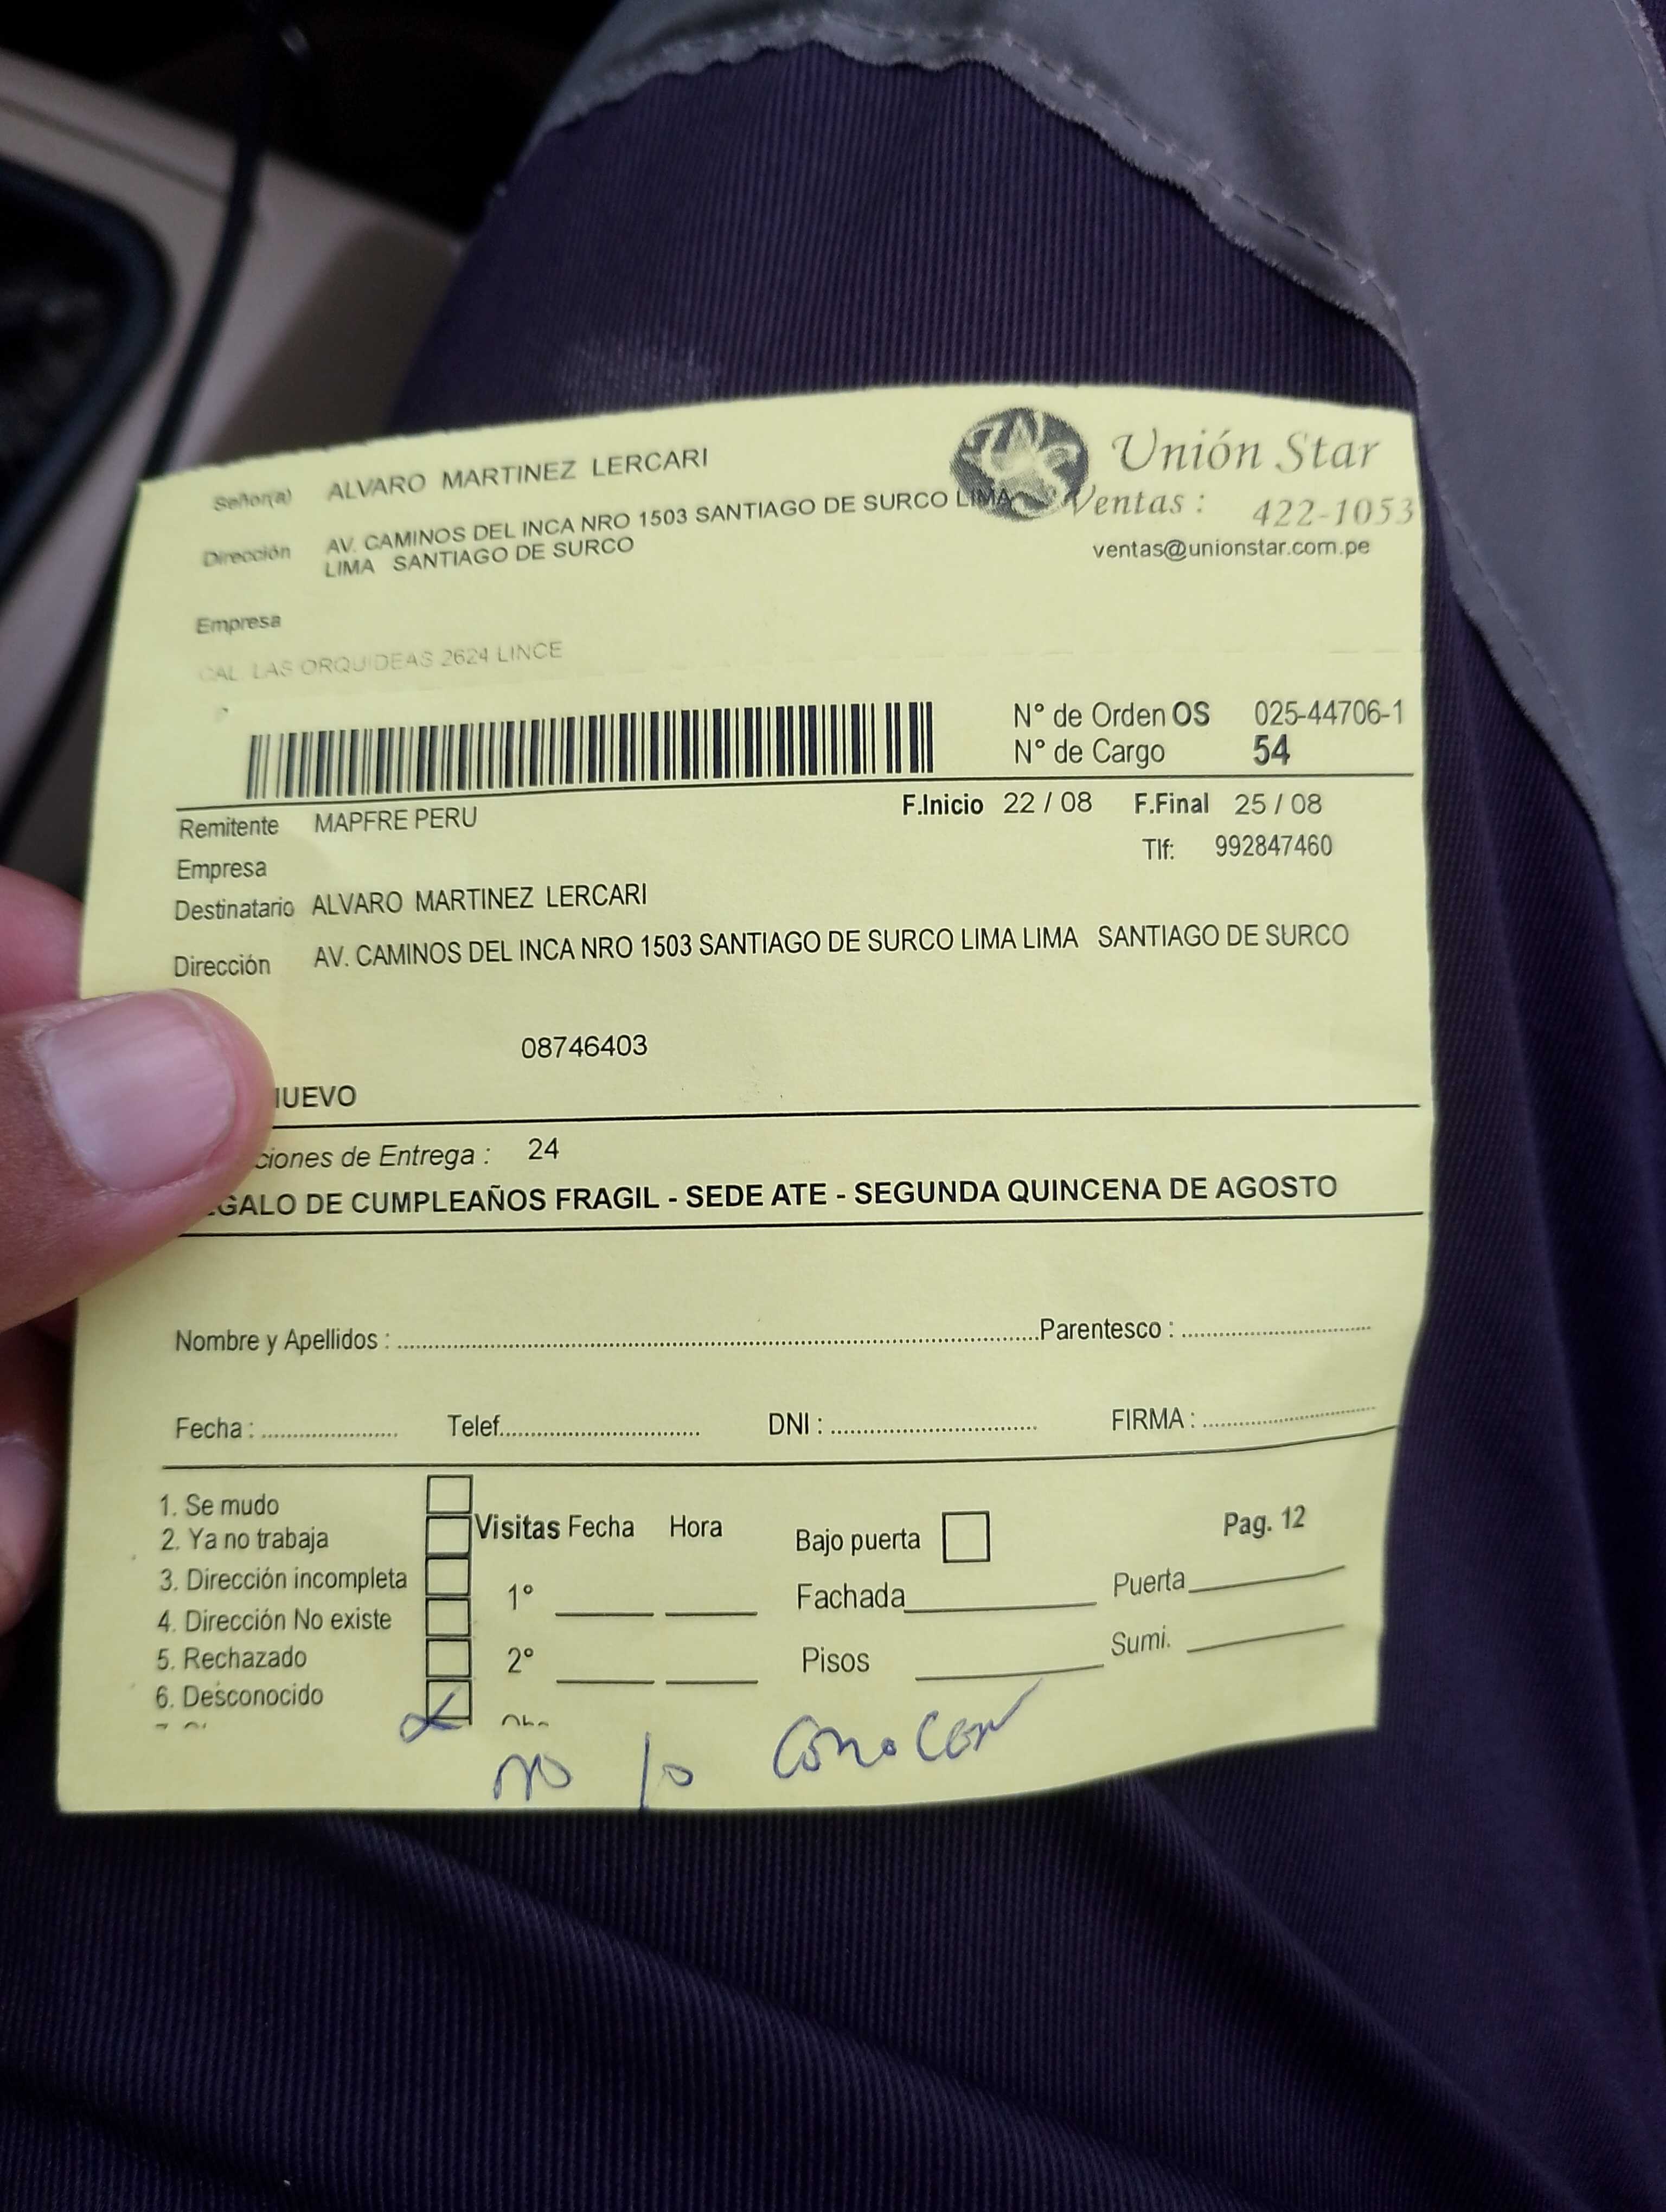 Señor(a) ALVARO MARTINEZ LERCARI
Unión Star
Ventas : 422-1053
ventas@unionstar.com.pe
Dirección AV. CAMINOS DEL INCA NRO 1503 SANTIAGO DE SURCO LIMA
LIMA SANTIAGO DE SURCO
Empresa
CAL. LAS ORQUIDEAS 2624 LINCE
N° de Orden OS 025-44706-1
N° de Cargo 54
Remitente MAPFRE PERU F.Inicio 22 / 08 F.Final 25 / 08
Empresa Tlf: 992847460
Destinatario ALVARO MARTINEZ LERCARI
Dirección AV. CAMINOS DEL INCA NRO 1503 SANTIAGO DE SURCO LIMA LIMA SANTIAGO DE SURCO
08746403
UEVO
ciones de Entrega : 24
GALO DE CUMPLEAÑOS FRAGIL - SEDE ATE - SEGUNDA QUINCENA DE AGOSTO
Nombre y Apellidos : Parentesco :
Fecha : Telef. DNI : FIRMA :
1. Se mudo
2. Ya no trabaja
3. Dirección incompleta
4. Dirección No existe
5. Rechazado
6. Desconocido
Visitas Fecha Hora
1°
2°
Bajo puerta Pag. 12
Fachada Puerta
Pisos Sumi.
no lo conocen